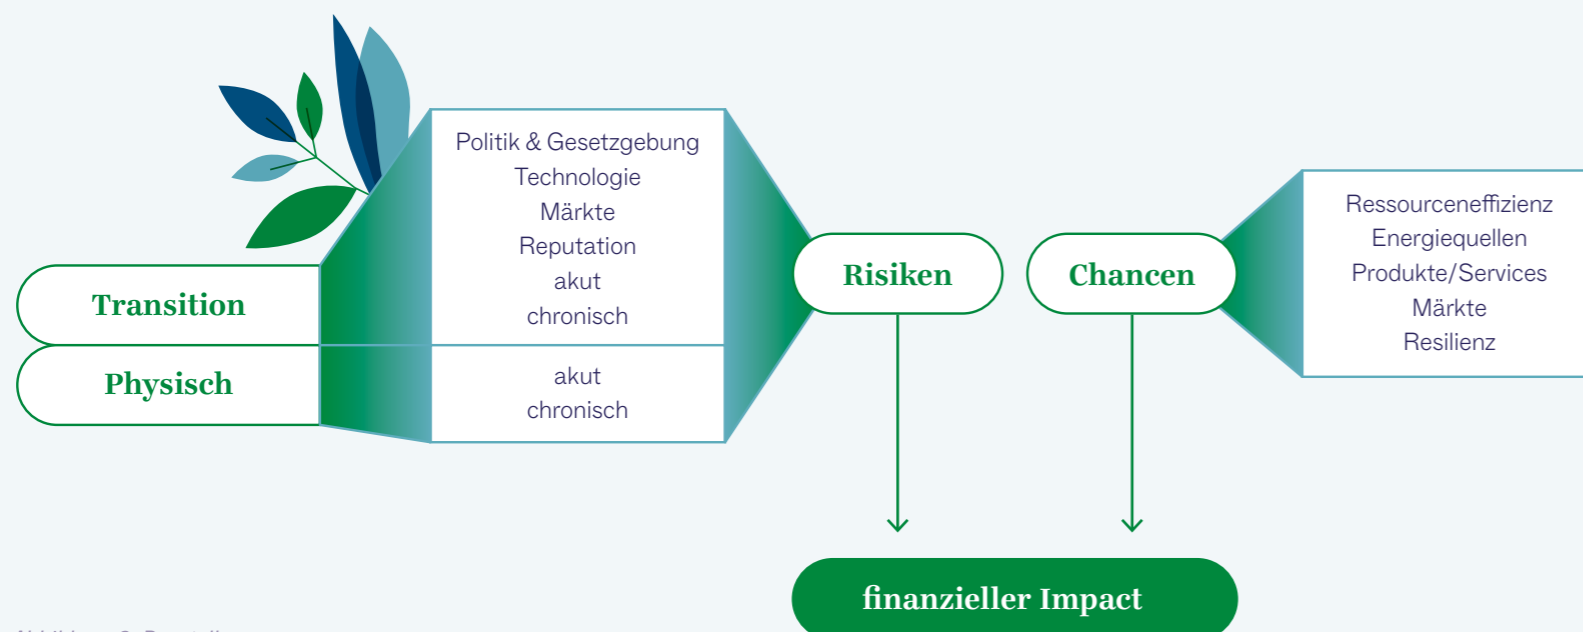 Transition
Physisch
Politik & Gesetzgebung
Technologie
Märkte
Reputation
akut
chronisch
akut
chronisch
Risiken
Chancen
Ressourceneffizienz
Energiequellen
Produkte/Services
Märkte
Resilienz
finanzieller Impact